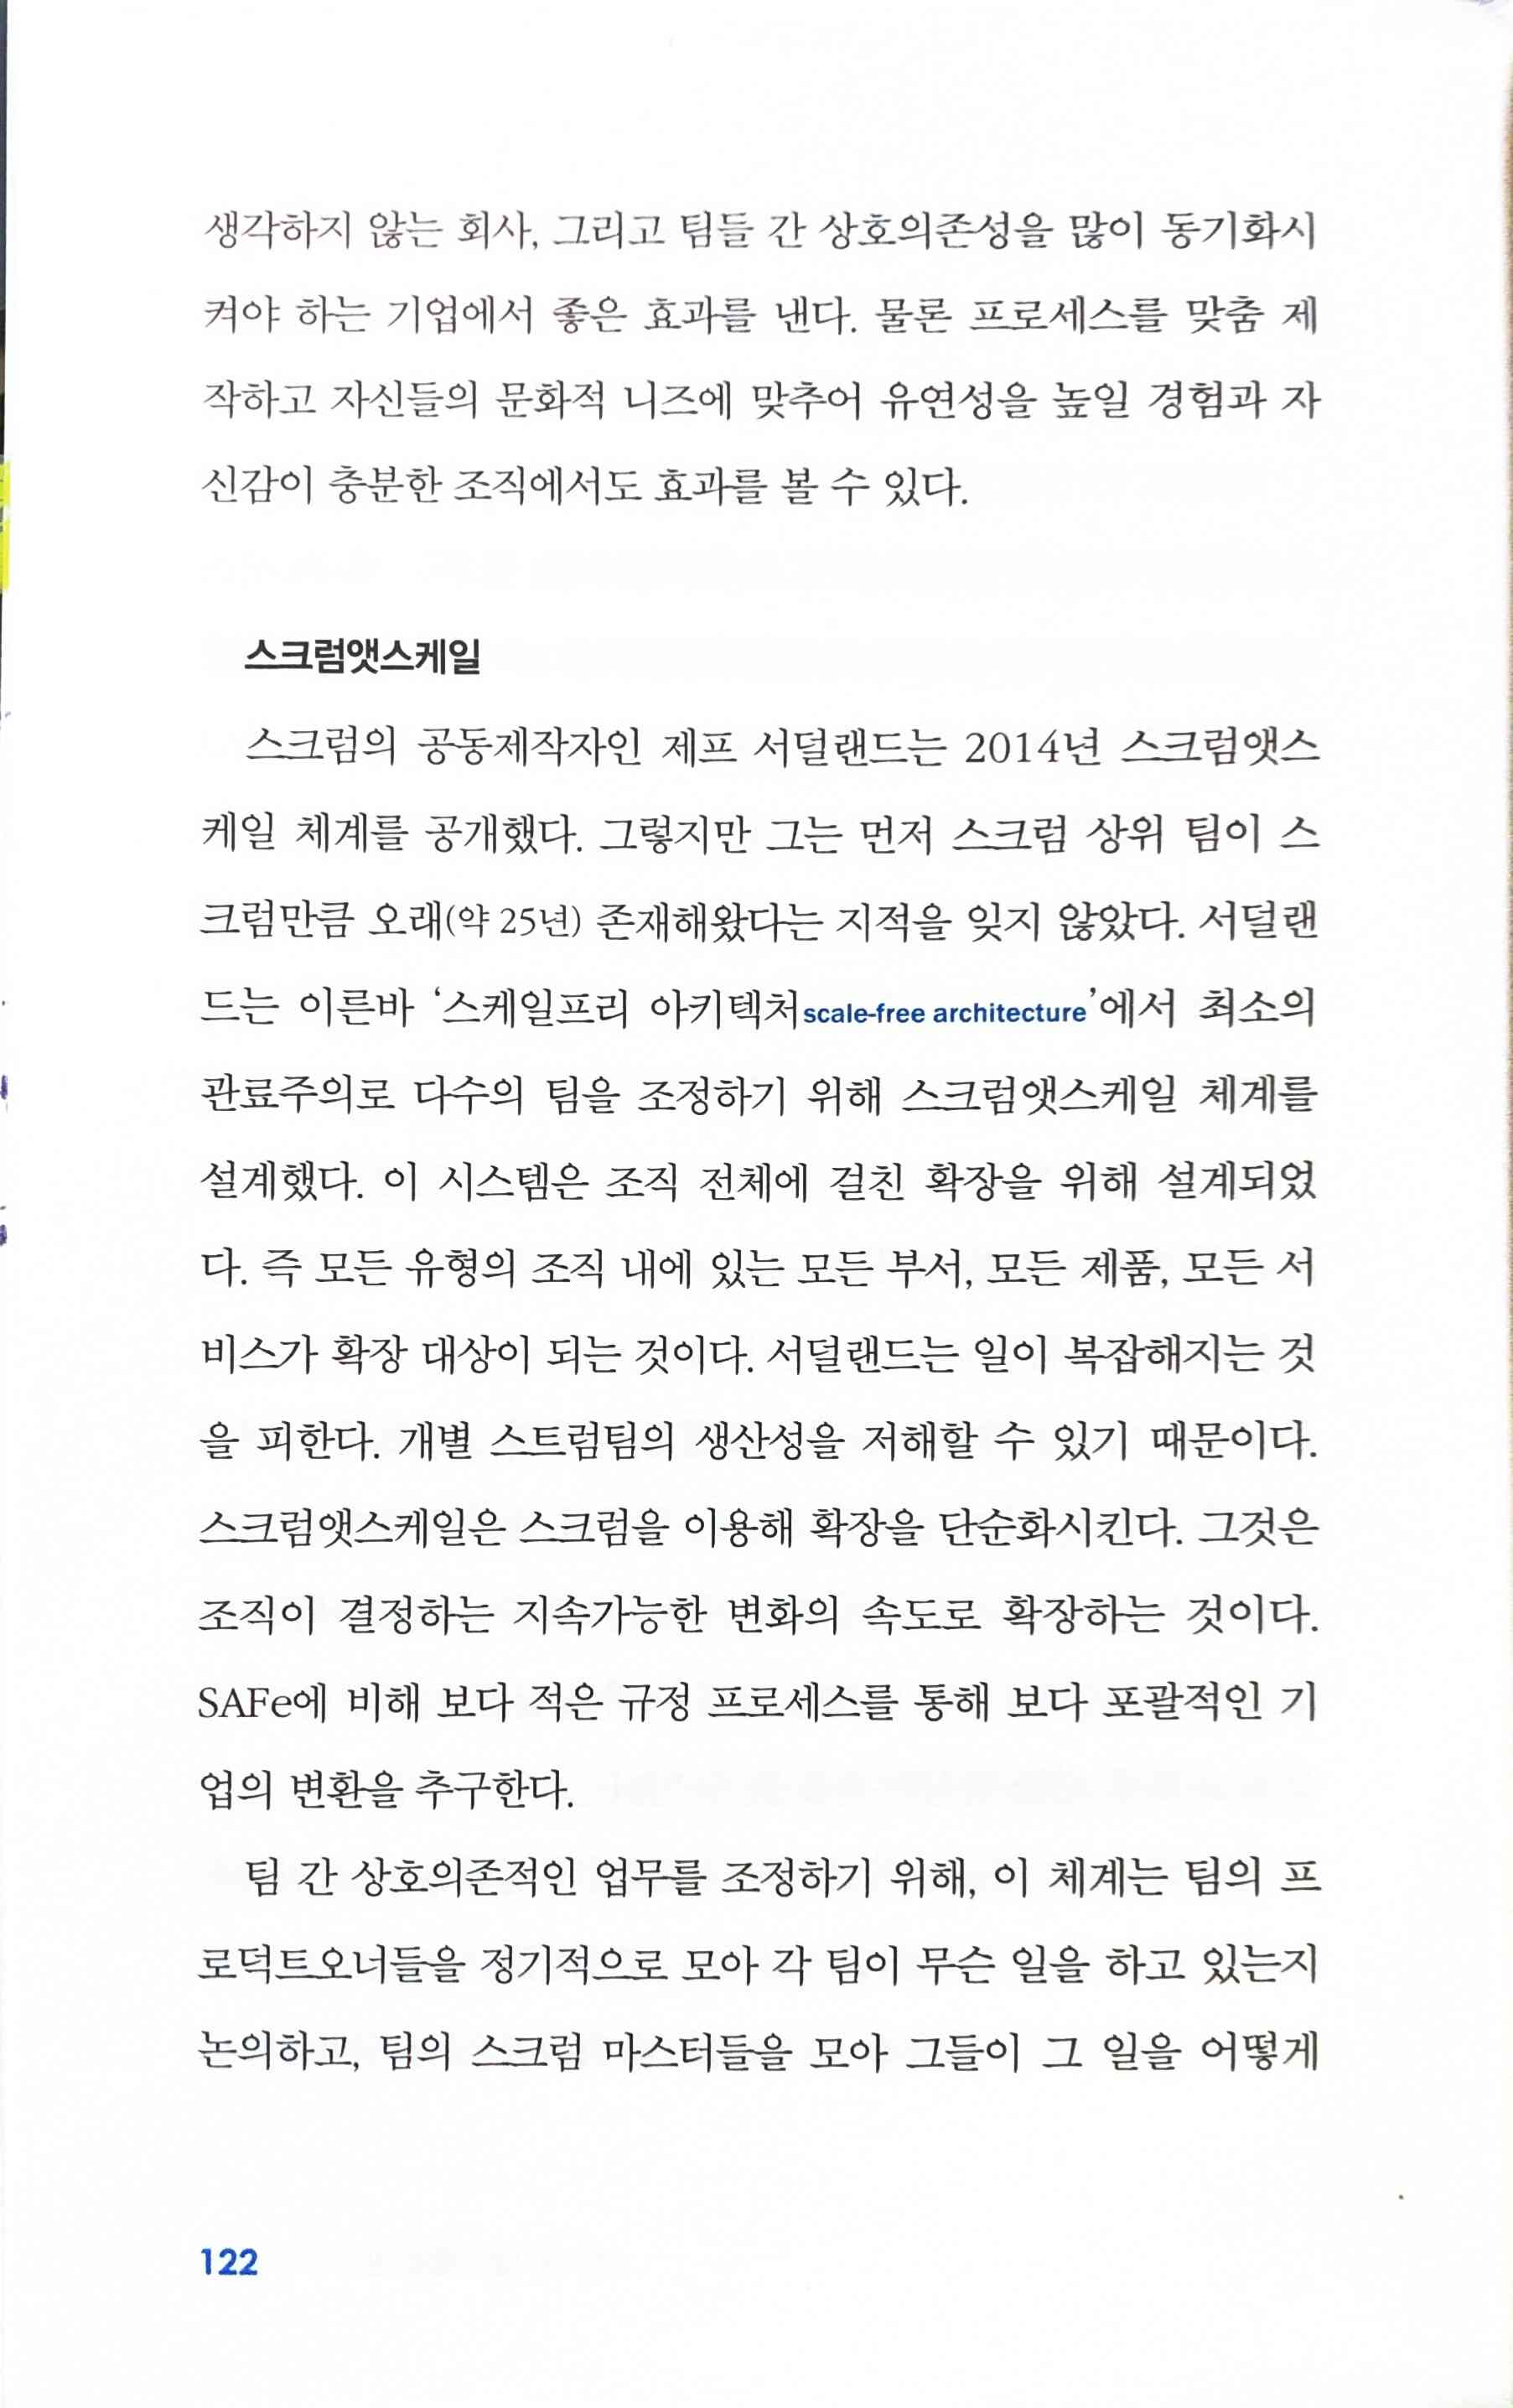 생각하지 않는 회사, 그리고 팀들 간 상호의존성을 많이 동기화시
켜야 하는 기업에서 좋은 효과를 낸다. 물론 프로세스를 맞춤 제
작하고 자신들의 문화적 니즈에 맞추어 유연성을 높일 경험과 자
신감이 충분한 조직에서도 효과를 볼 수 있다.
스크럼앳스케일
스크럼의 공동제작자인 제프 서덜랜드는 2014년 스크럼앳스
케일 체계를 공개했다. 그렇지만 그는 먼저 스크럼 상위 팀이 스
크럼만큼 오래(약 25년) 존재해왔다는 지적을 잊지 않았다. 서덜랜
드는 이른바 ‘스케일프리 아키텍처scale-free architecture’에서 최소의
관료주의로 다수의 팀을 조정하기 위해 스크럼앳스케일 체계를
설계했다. 이 시스템은 조직 전체에 걸친 확장을 위해 설계되었
다. 즉 모든 유형의 조직 내에 있는 모든 부서, 모든 제품, 모든 서
비스가 확장 대상이 되는 것이다. 서덜랜드는 일이 복잡해지는 것
을 피한다. 개별 스트럼팀의 생산성을 저해할 수 있기 때문이다.
스크럼앳스케일은 스크럼을 이용해 확장을 단순화시킨다. 그것은
조직이 결정하는 지속가능한 변화의 속도로 확장하는 것이다.
SAFe에 비해 보다 적은 규정 프로세스를 통해 보다 포괄적인 기
업의 변환을 추구한다.
팀 간 상호의존적인 업무를 조정하기 위해, 이 체계는 팀의 프
로덕트오너들을 정기적으로 모아 각 팀이 무슨 일을 하고 있는지
논의하고, 팀의 스크럼 마스터들을 모아 그들이 그 일을 어떻게
122